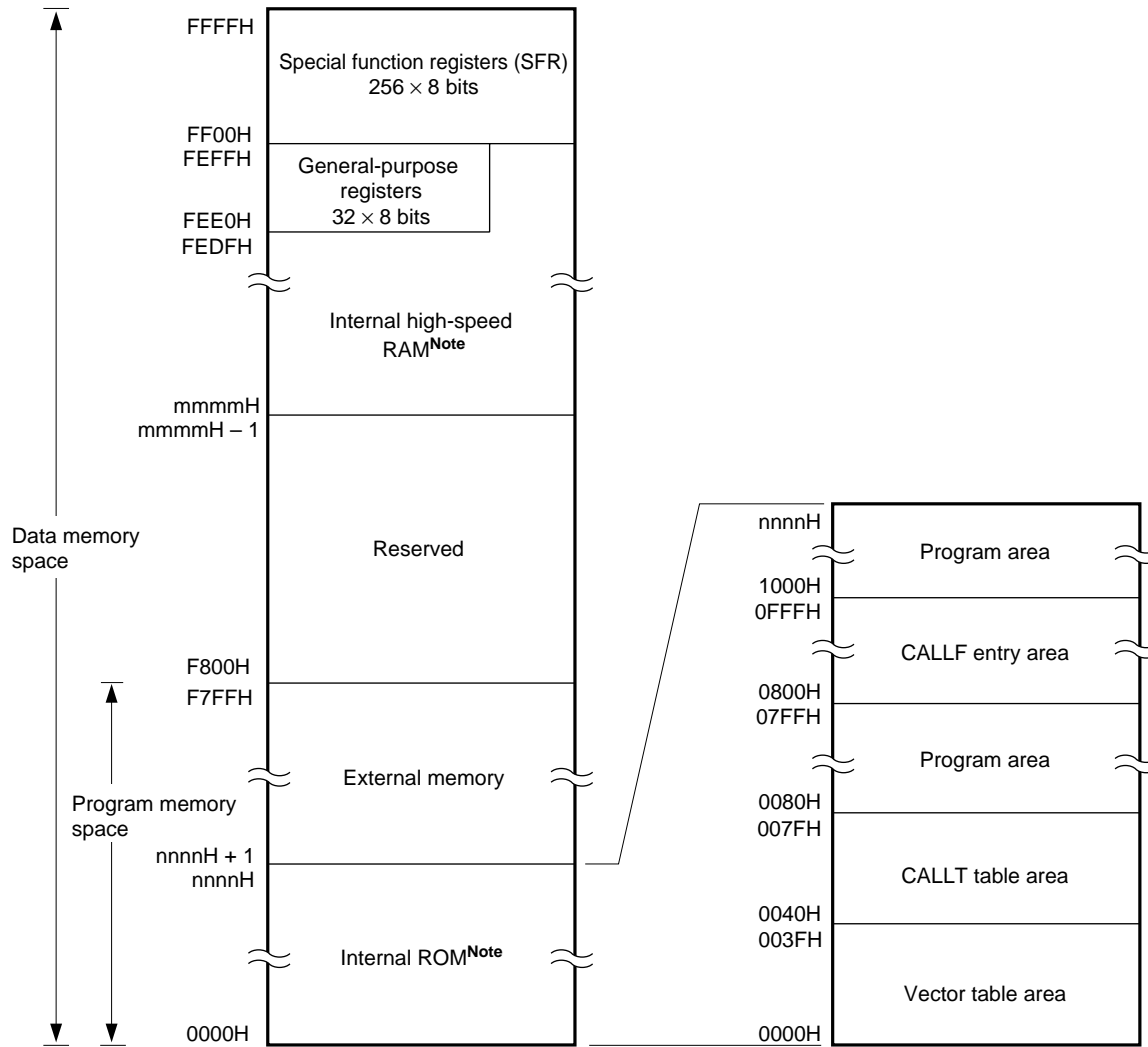 FFFFH
Special function registers (SFR)
256 × 8 bits
FF00H
FEFFH
General-purpose
registers
32 × 8 bits
FEE0H
FEDFH
Internal high-speed
RAMNote
mmmmH
mmmmH – 1
Data memory
space
Reserved
F800H
F7FFH
External memory
Program memory
space
nnnnH + 1
nnnnH
Internal ROMNote
0000H
nnnnH
Program area
1000H
0FFFH
CALLF entry area
0800H
07FFH
Program area
0080H
007FH
CALLT table area
0040H
003FH
Vector table area
0000H